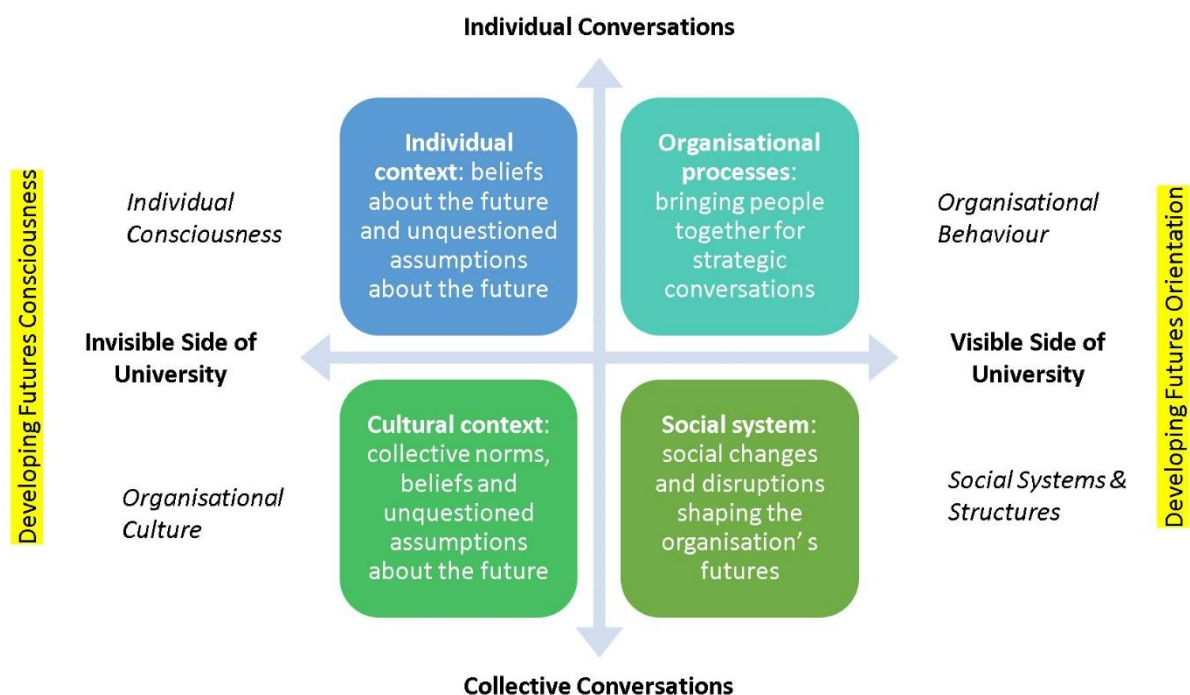 Individual Conversations
Developing Futures Consciousness
Individual
Consciousness
Individual
context: beliefs
about the future
and unquestioned
assumptions
about the future
Organisational
processes:
bringing people
together for
strategic
conversations
Organisational
Behaviour
Developing Futures Orientation
Invisible Side of
University
Visible Side of
University
Organisational
Culture
Cultural context:
collective norms,
beliefs and
unquestioned
assumptions
about the future
Social system:
social changes
and disruptions
shaping the
organisation’ s
futures
Social Systems &
Structures
Collective Conversations